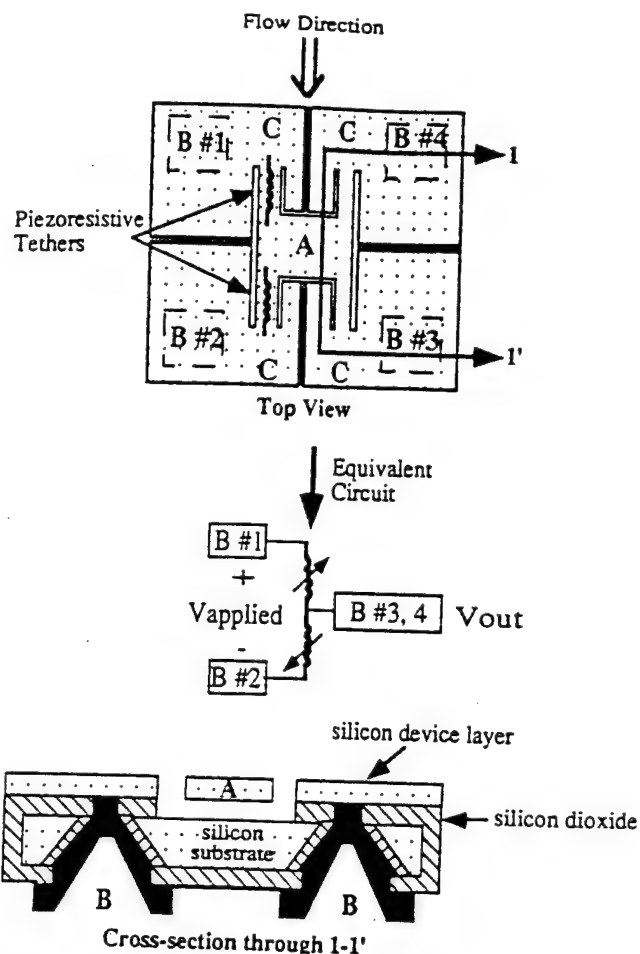 Flow Direction
B #1
C
C
B #4
1
Piezoresistive
Tethers
A
B #2
C
C
B #3
1'
Top View
Equivalent
Circuit
B #1
+
Vapplied
B #3, 4
Vout
-
B #2
silicon device layer
A
silicon dioxide
silicon
substrate
B
B
Cross-section through 1-1'